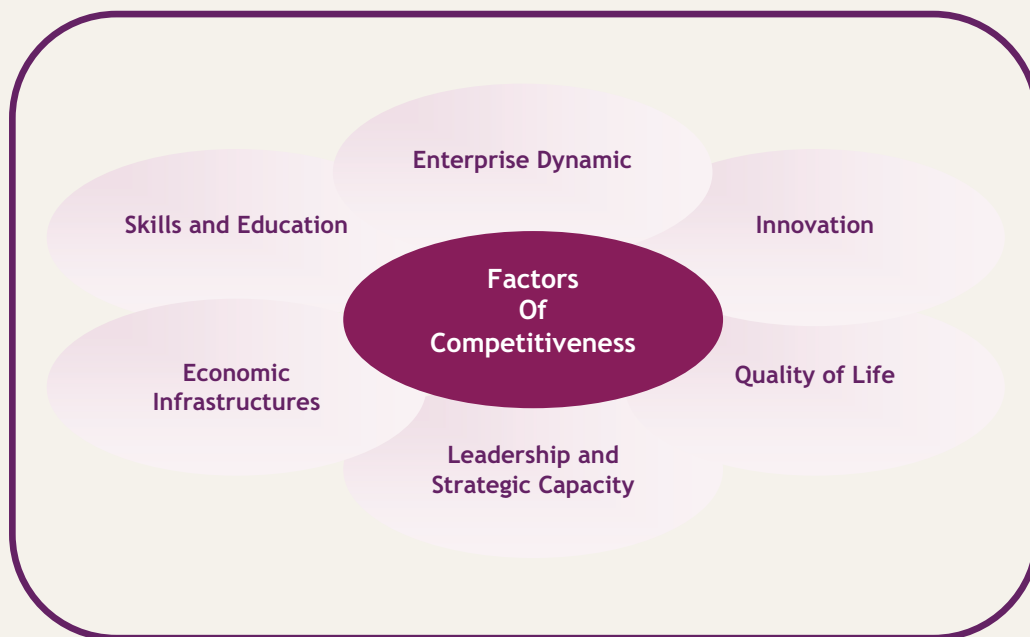 Enterprise Dynamic
Skills and Education
Innovation
Factors
Of
Competitiveness
Economic
Infrastructures
Quality of Life
Leadership and
Strategic Capacity